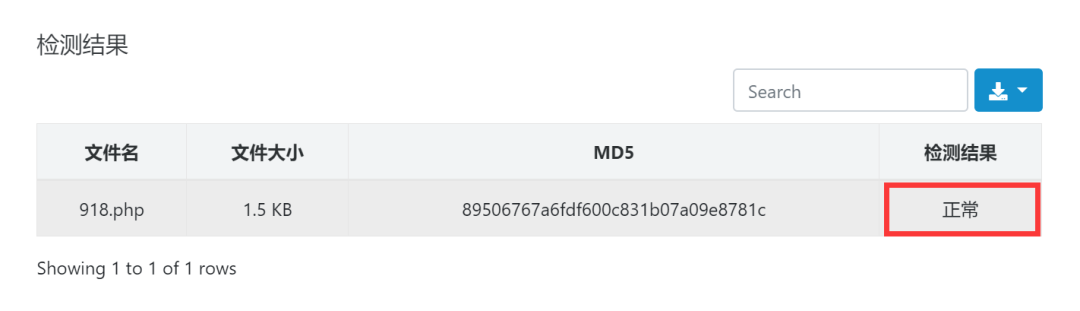 检测结果
Search
文件名 文件大小 MD5 检测结果
918.php 1.5 KB 89506767a6fdf600c831b07a09e8781c 正常
Showing 1 to 1 of 1 rows